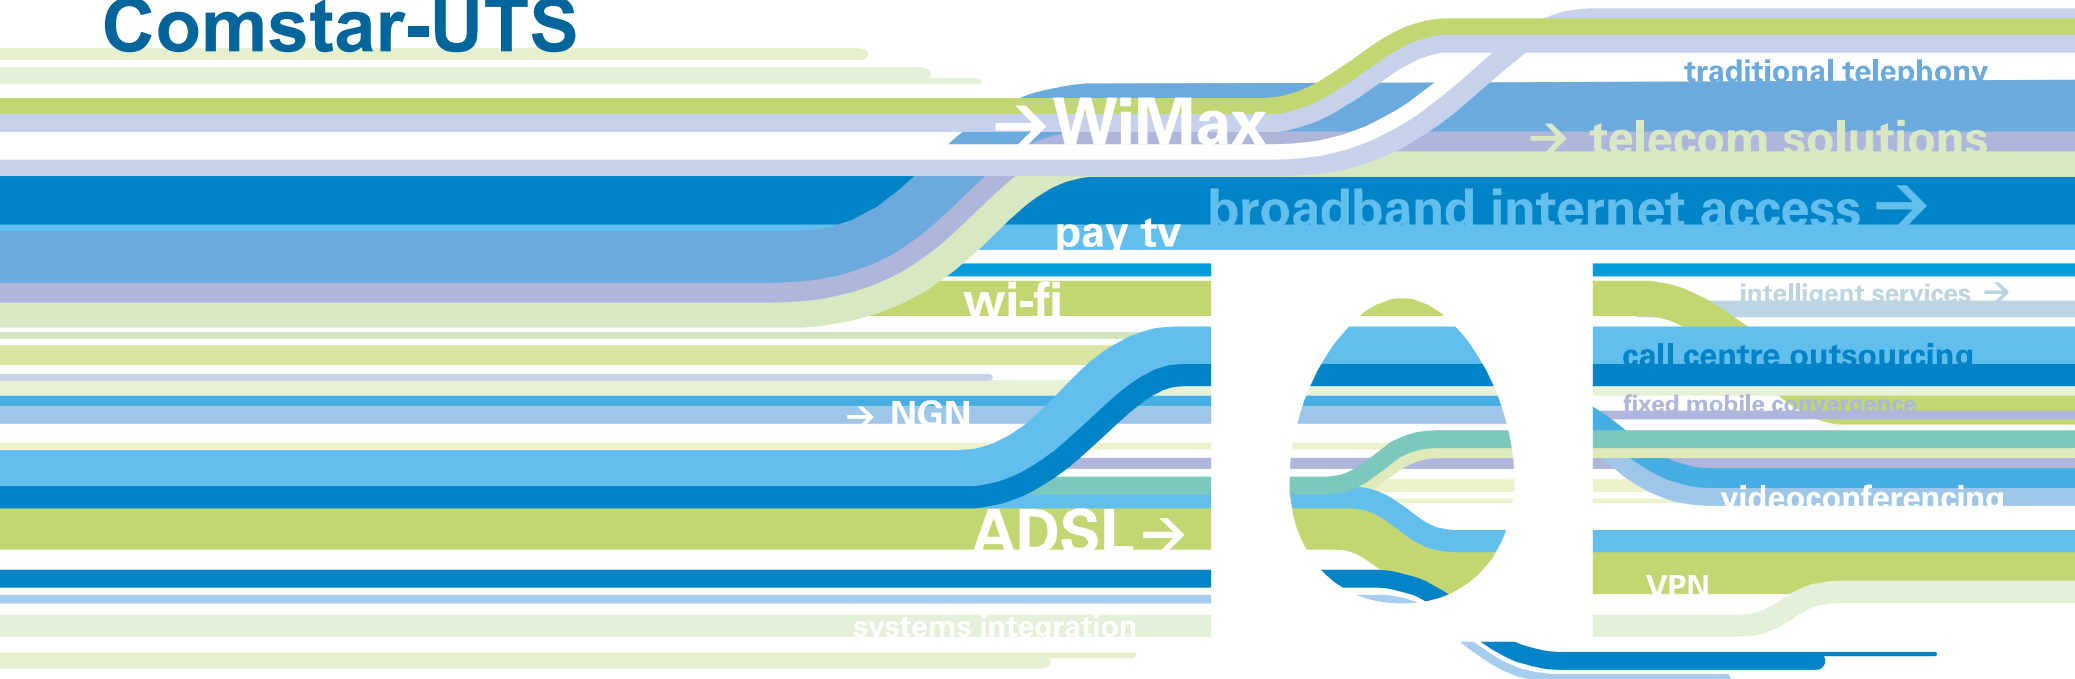 Comstar-UTS
traditional telephony
→ WiMax
→ telecom solutions
broadband internet access →
pay tv
wi-fi
intelligent services →
call centre outsourcing
fixed mobile convergence
→ NGN
videoconferencing
ADSL →
VPN
systems integration